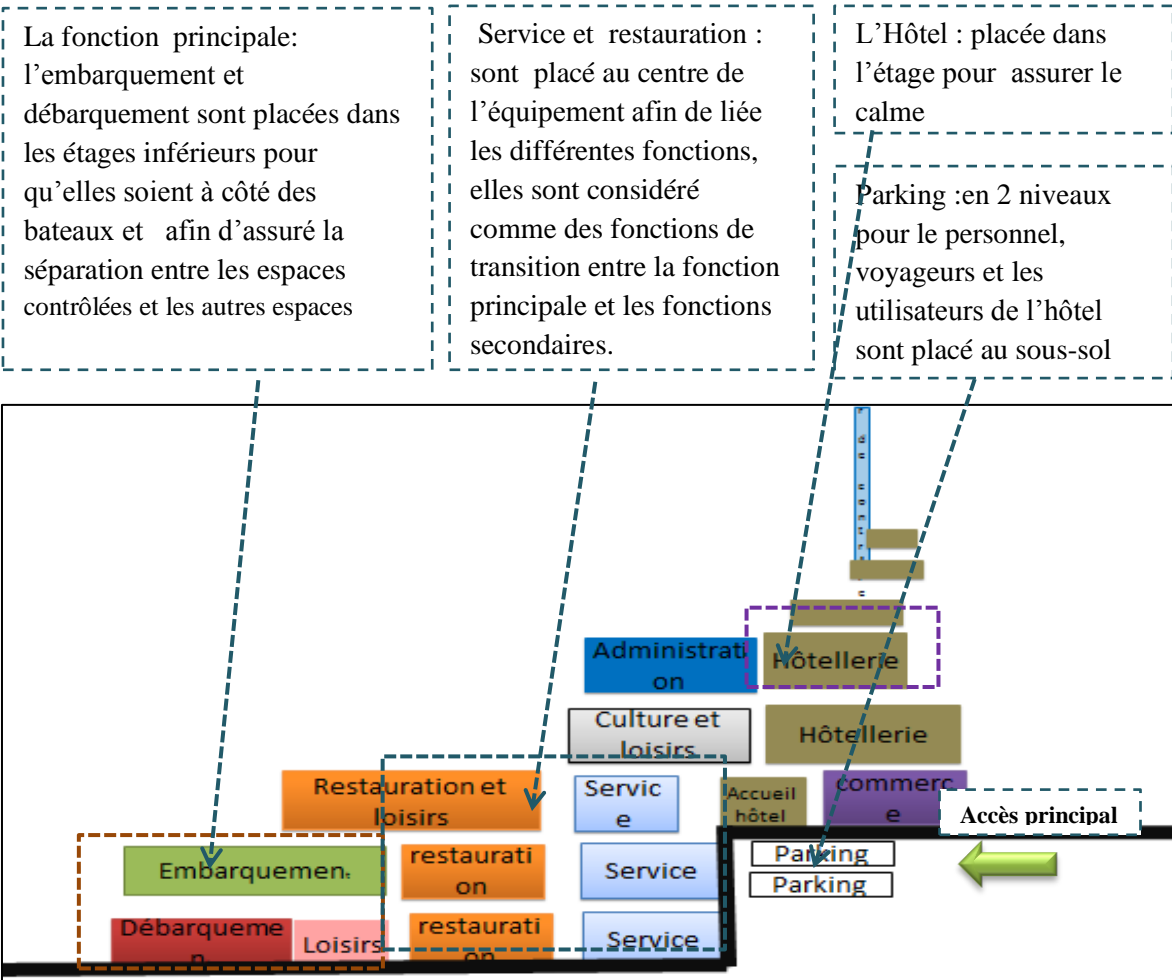 La fonction principale:
l’embarquement et
débarquement sont placées dans
les étages inférieurs pour
qu’elles soient à côté des
bateaux et afin d’assuré la
séparation entre les espaces
contrôlées et les autres espaces
Service et restauration :
sont placé au centre de
l’équipement afin de liée
les différentes fonctions,
elles sont considéré
comme des fonctions de
transition entre la fonction
principale et les fonctions
secondaires.
L’Hôtel : placée dans
l’étage pour assurer le
calme
Parking :en 2 niveaux
pour le personnel,
voyageurs et les
utilisateurs de l’hôtel
sont placé au sous-sol
Administrati
on
Hôtellerie
Culture et
loisirs
Hôtellerie
Restauration et
loisirs
Servic
e
Accueil
hôtel
commerc
e
Accès principal
Embarquemen
restaurati
on
Service
Parking
Parking
Débarqueme
n
Loisirs
restaurati
on
Service